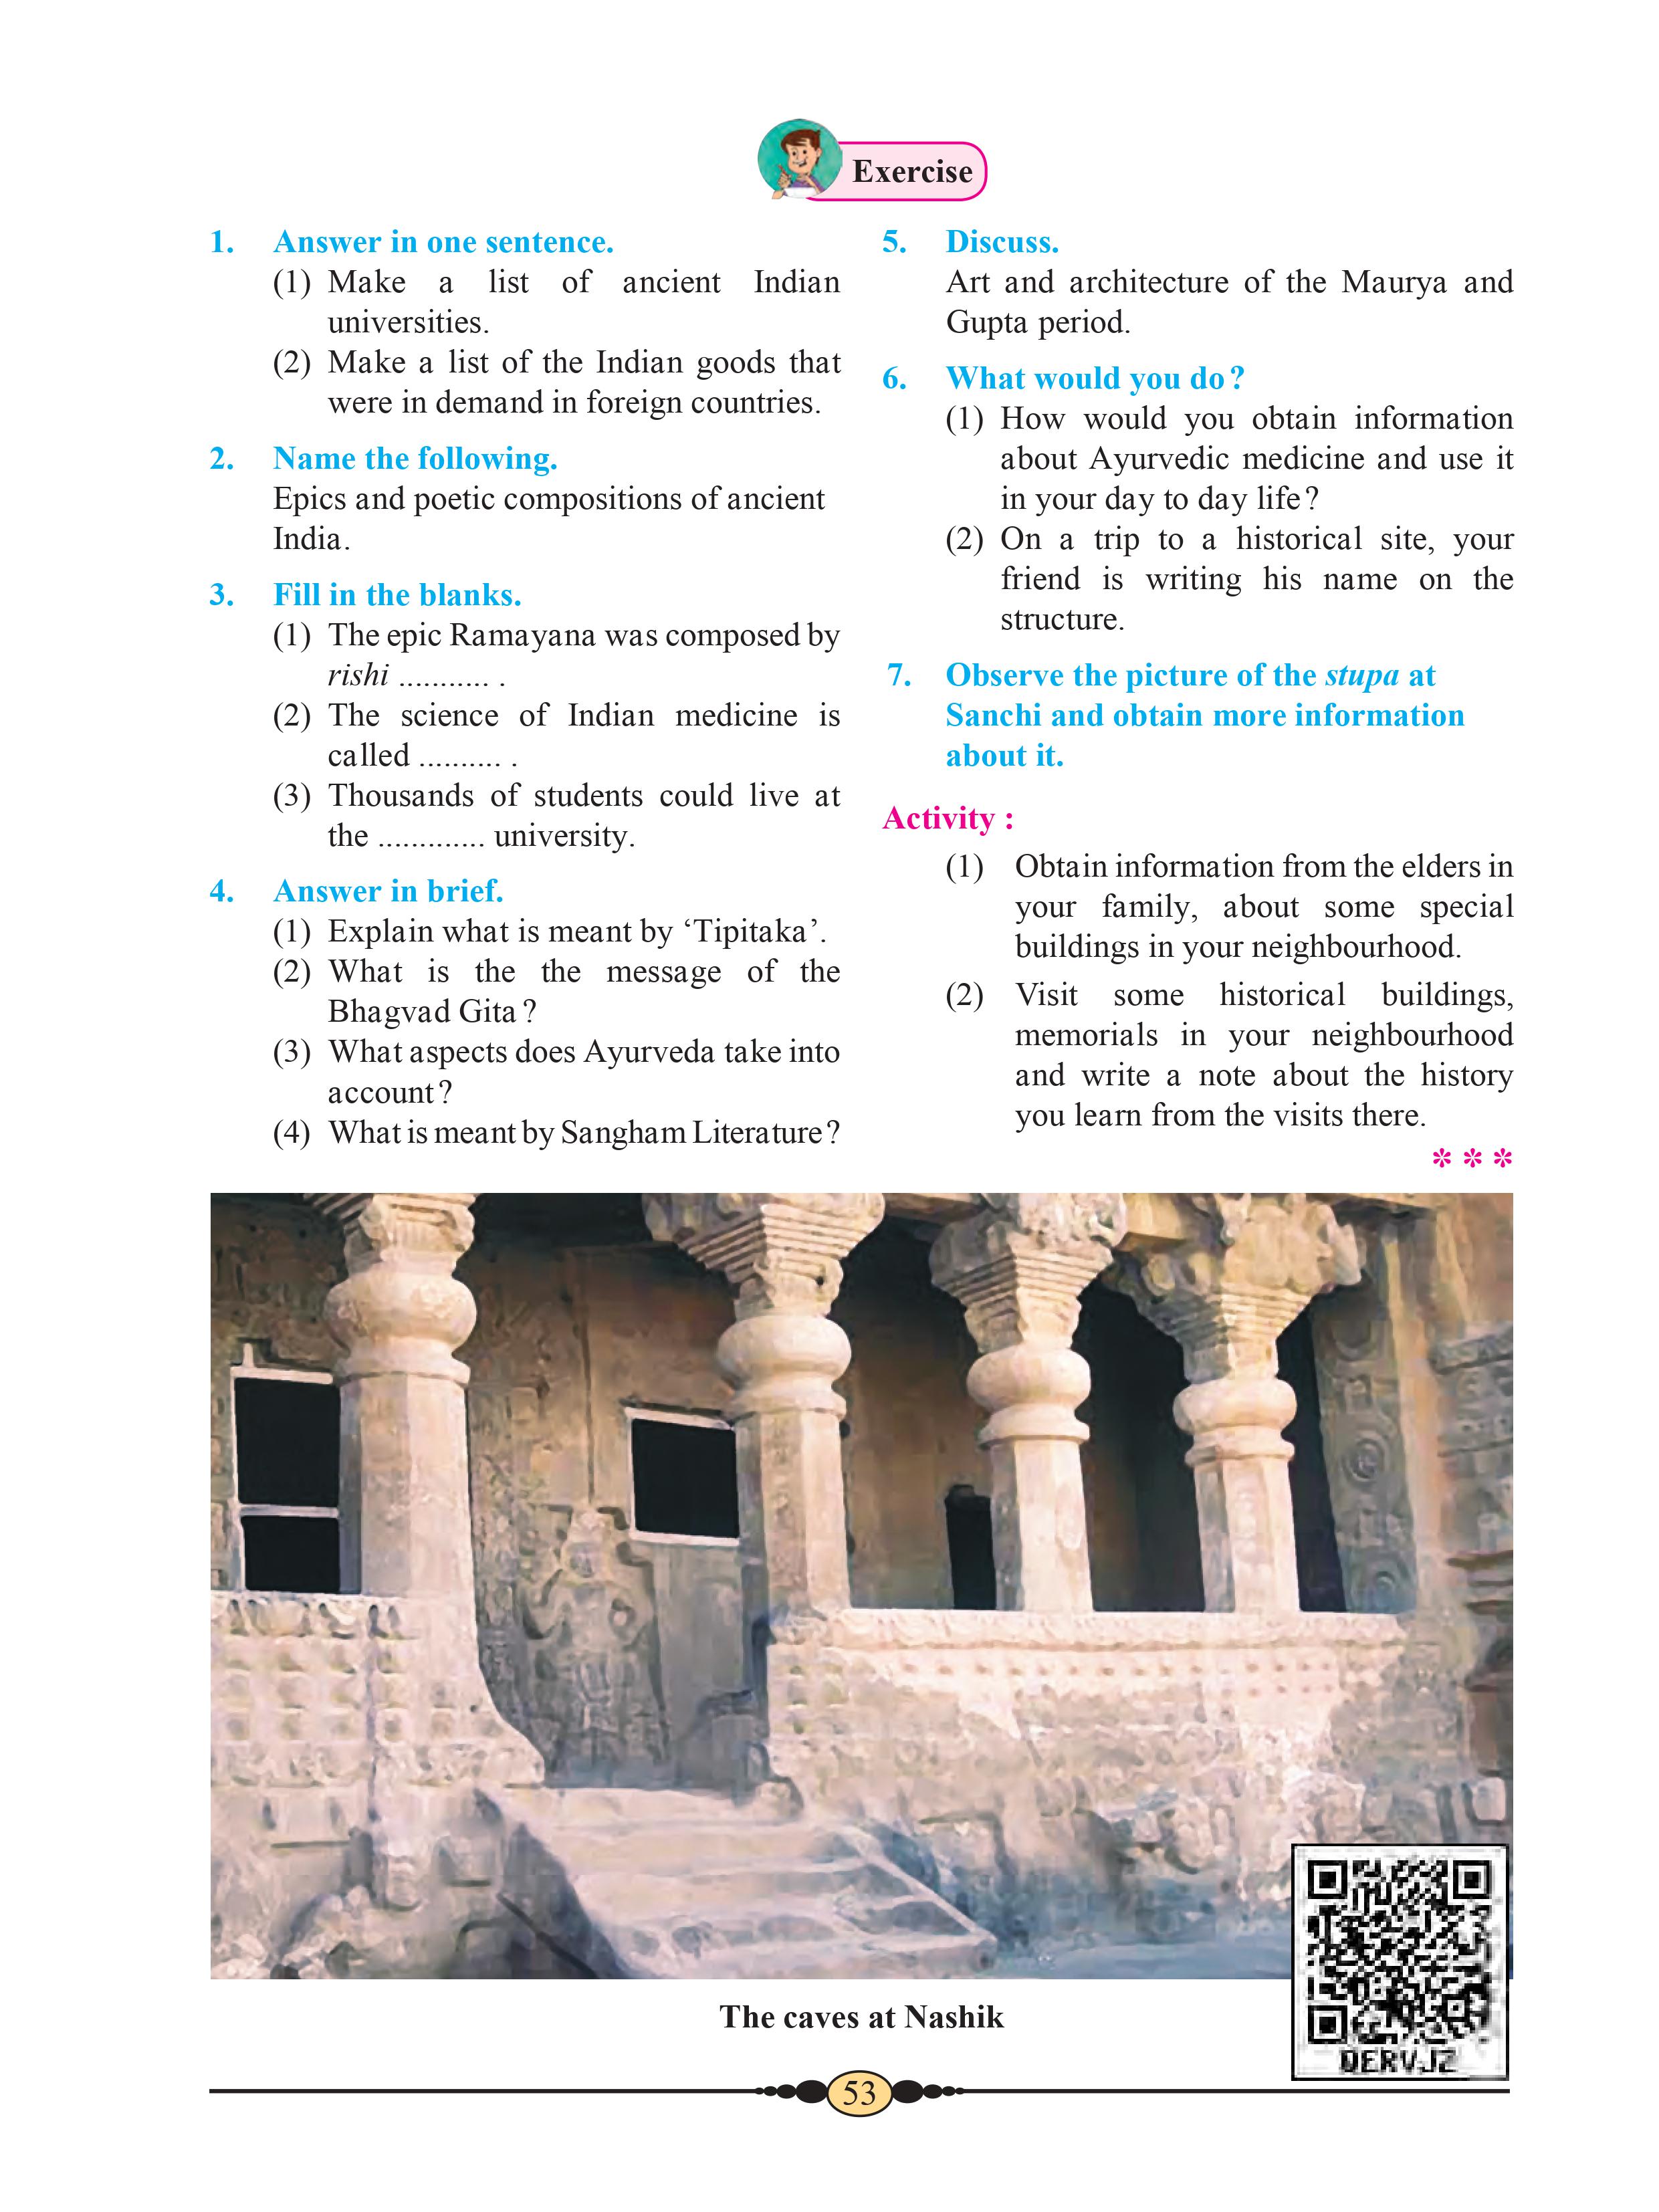 Exercise
1. Answer in one sentence.
(1) Make a list of ancient Indian
universities.
(2) Make a list of the Indian goods that
were in demand in foreign countries.
2. Name the following.
Epics and poetic compositions of ancient
India.
3. Fill in the blanks.
(1) The epic Ramayana was composed by
rishi ........... .
(2) The science of Indian medicine is
called .......... .
(3) Thousands of students could live at
the ............. university.
4. Answer in brief.
(1) Explain what is meant by ‘Tipitaka’.
(2) What is the the message of the
Bhagvad Gita ?
(3) What aspects does Ayurveda take into
account ?
(4) What is meant by Sangham Literature ?
5. Discuss.
Art and architecture of the Maurya and
Gupta period.
6. What would you do ?
(1) How would you obtain information
about Ayurvedic medicine and use it
in your day to day life ?
(2) On a trip to a historical site, your
friend is writing his name on the
structure.
7. Observe the picture of the stupa at
Sanchi and obtain more information
about it.
Activity :
(1) Obtain information from the elders in
your family, about some special
buildings in your neighbourhood.
(2) Visit some historical buildings,
memorials in your neighbourhood
and write a note about the history
you learn from the visits there.
* * *
The caves at Nashik
53